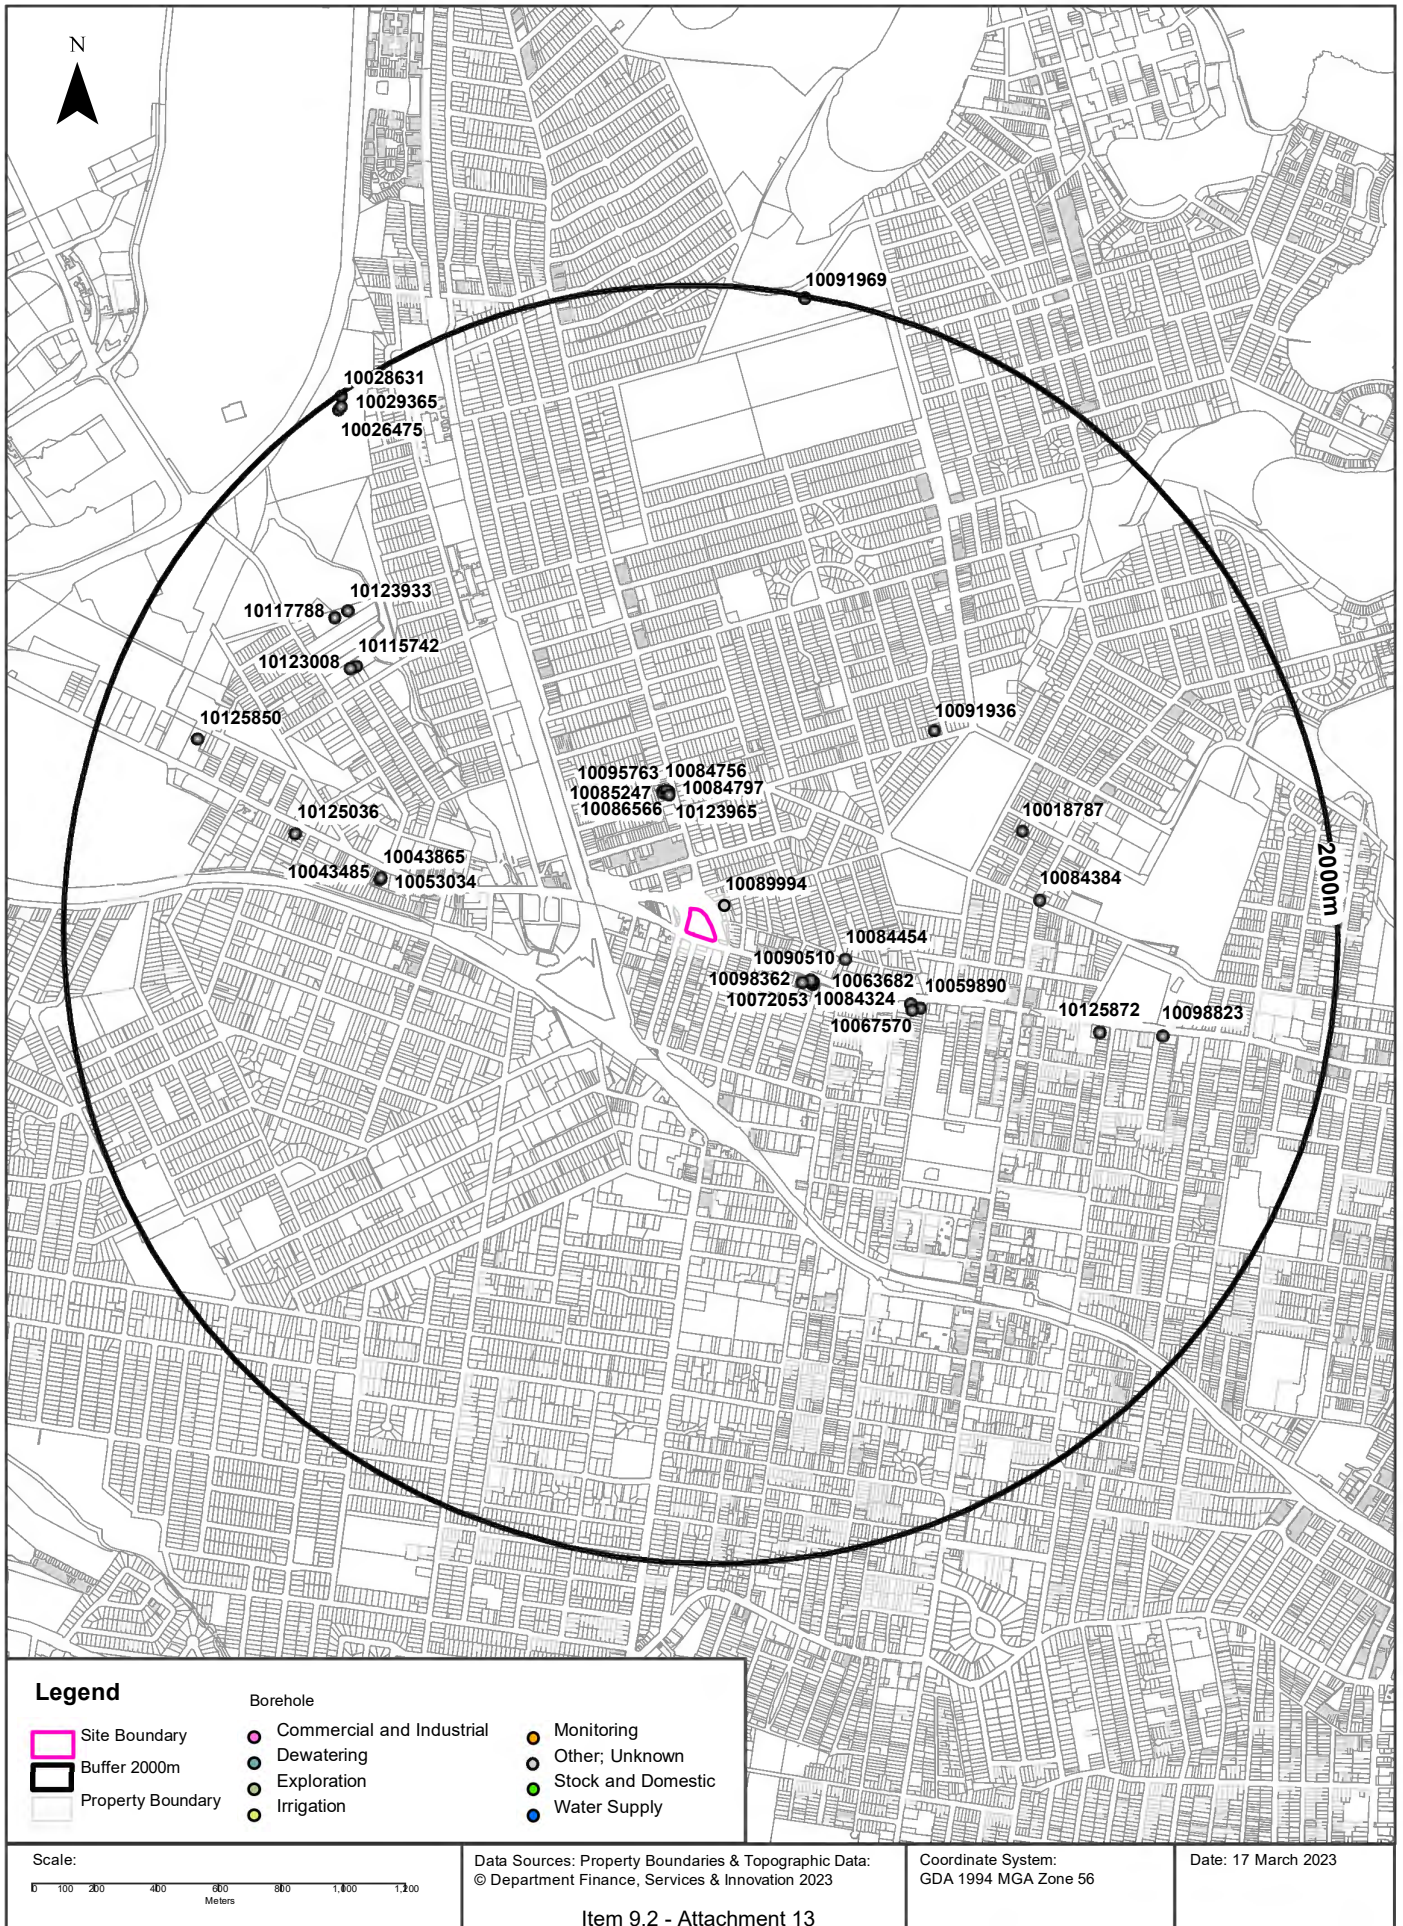 N
10091969
10028631
10029365
10026475
10123933
10117788
10115742
10123008
10125850
10091936
10095763 10084756
10085247 10084797
10086566 10123965
10125036
10018787
10043865
10043485 10053034
10084384
10089994
10084454
10090510
10098362 10063682 10059890
10072053 10084324
10067570
10125872 10098823
2000m
Legend
Site Boundary
Buffer 2000m
Property Boundary
Borehole
Commercial and Industrial
Dewatering
Exploration
Irrigation
Monitoring
Other; Unknown
Stock and Domestic
Water Supply
Scale:
0 100 200 400 600 800 1,000 1,200
Meters
Data Sources: Property Boundaries & Topographic Data:
© Department Finance, Services & Innovation 2023
Coordinate System:
GDA 1994 MGA Zone 56
Date: 17 March 2023
Item 9.2 - Attachment 13